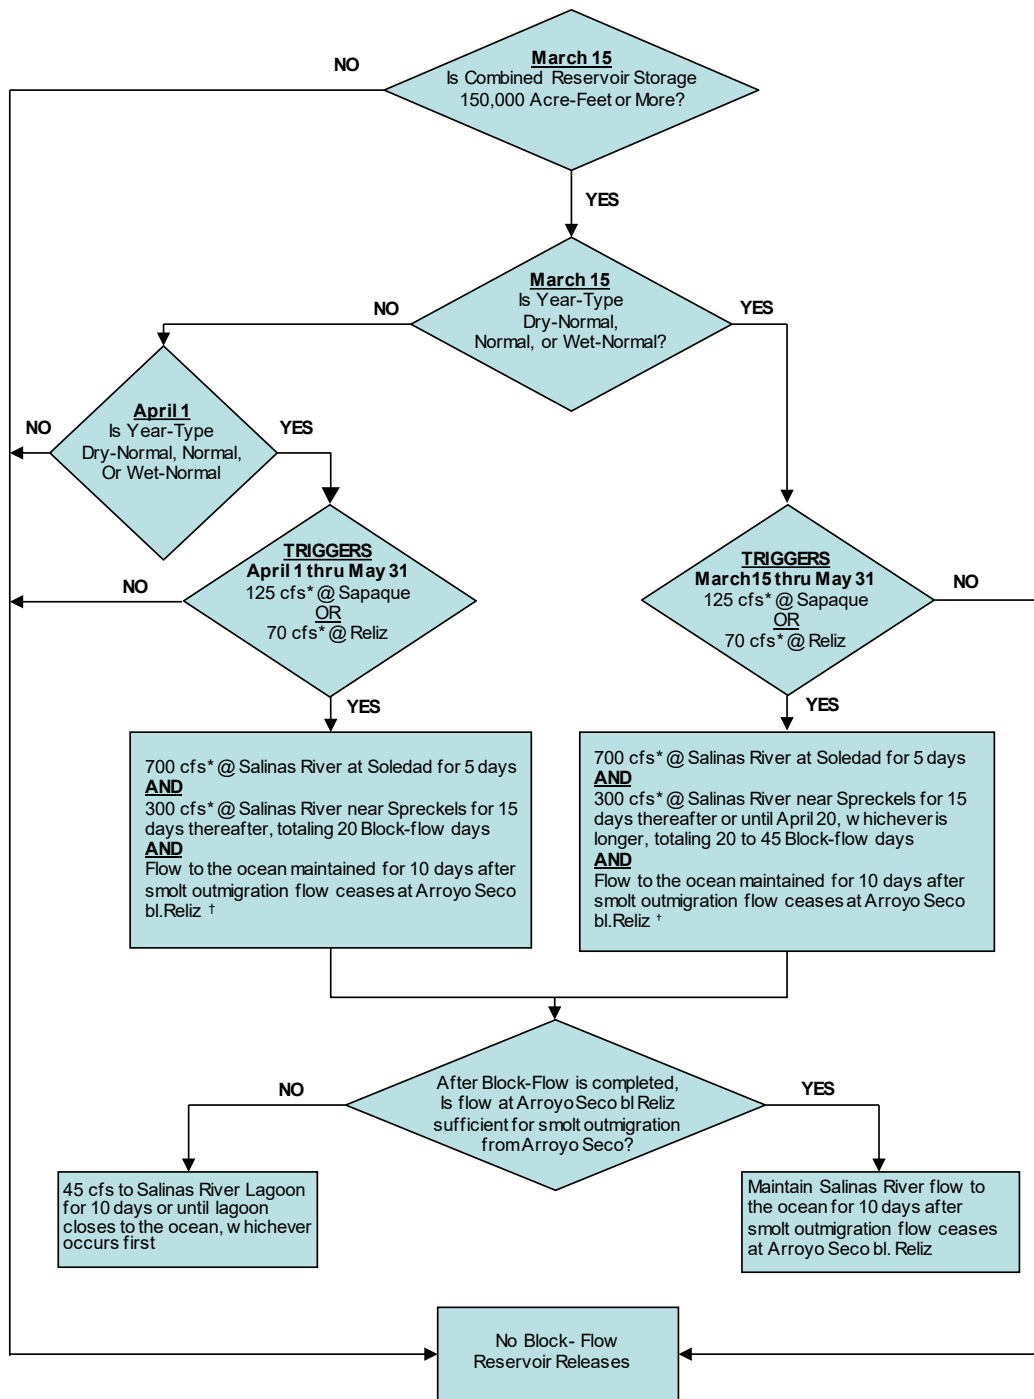 March 15
Is Combined Reservoir Storage
150,000 Acre-Feet or More?
NO
YES
March 15
Is Year-Type
Dry-Normal,
Normal, or Wet-Normal?
NO
YES
April 1
Is Year-Type
Dry-Normal, Normal,
Or Wet-Normal
NO
YES
TRIGGERS
April 1 thru May 31
125 cfs* @ Sapaque
OR
70 cfs* @ Reliz
NO
YES
TRIGGERS
March15 thru May 31
125 cfs* @ Sapaque
OR
70 cfs* @ Reliz
NO
YES
700 cfs* @ Salinas River at Soledad for 5 days
AND
300 cfs* @ Salinas River near Spreckels for 15
days thereafter, totaling 20 Block-flow days
AND
Flow to the ocean maintained for 10 days after
smolt outmigration flow ceases at Arroyo Seco
bl.Reliz †
700 cfs* @ Salinas River at Soledad for 5 days
AND
300 cfs* @ Salinas River near Spreckels for 15
days thereafter or until April 20, w hichever is
longer, totaling 20 to 45 Block-flow days
AND
Flow to the ocean maintained for 10 days after
smolt outmigration flow ceases at Arroyo Seco
bl.Reliz †
After Block-Flow is completed,
Is flow at Arroyo Seco bl Reliz
sufficient for smolt outmigration
from Arroyo Seco?
NO
YES
45 cfs to Salinas River Lagoon
for 10 days or until lagoon
closes to the ocean, w hichever
occurs first
Maintain Salinas River flow to
the ocean for 10 days after
smolt outmigration flow ceases
at Arroyo Seco bl. Reliz
No Block- Flow
Reservoir Releases